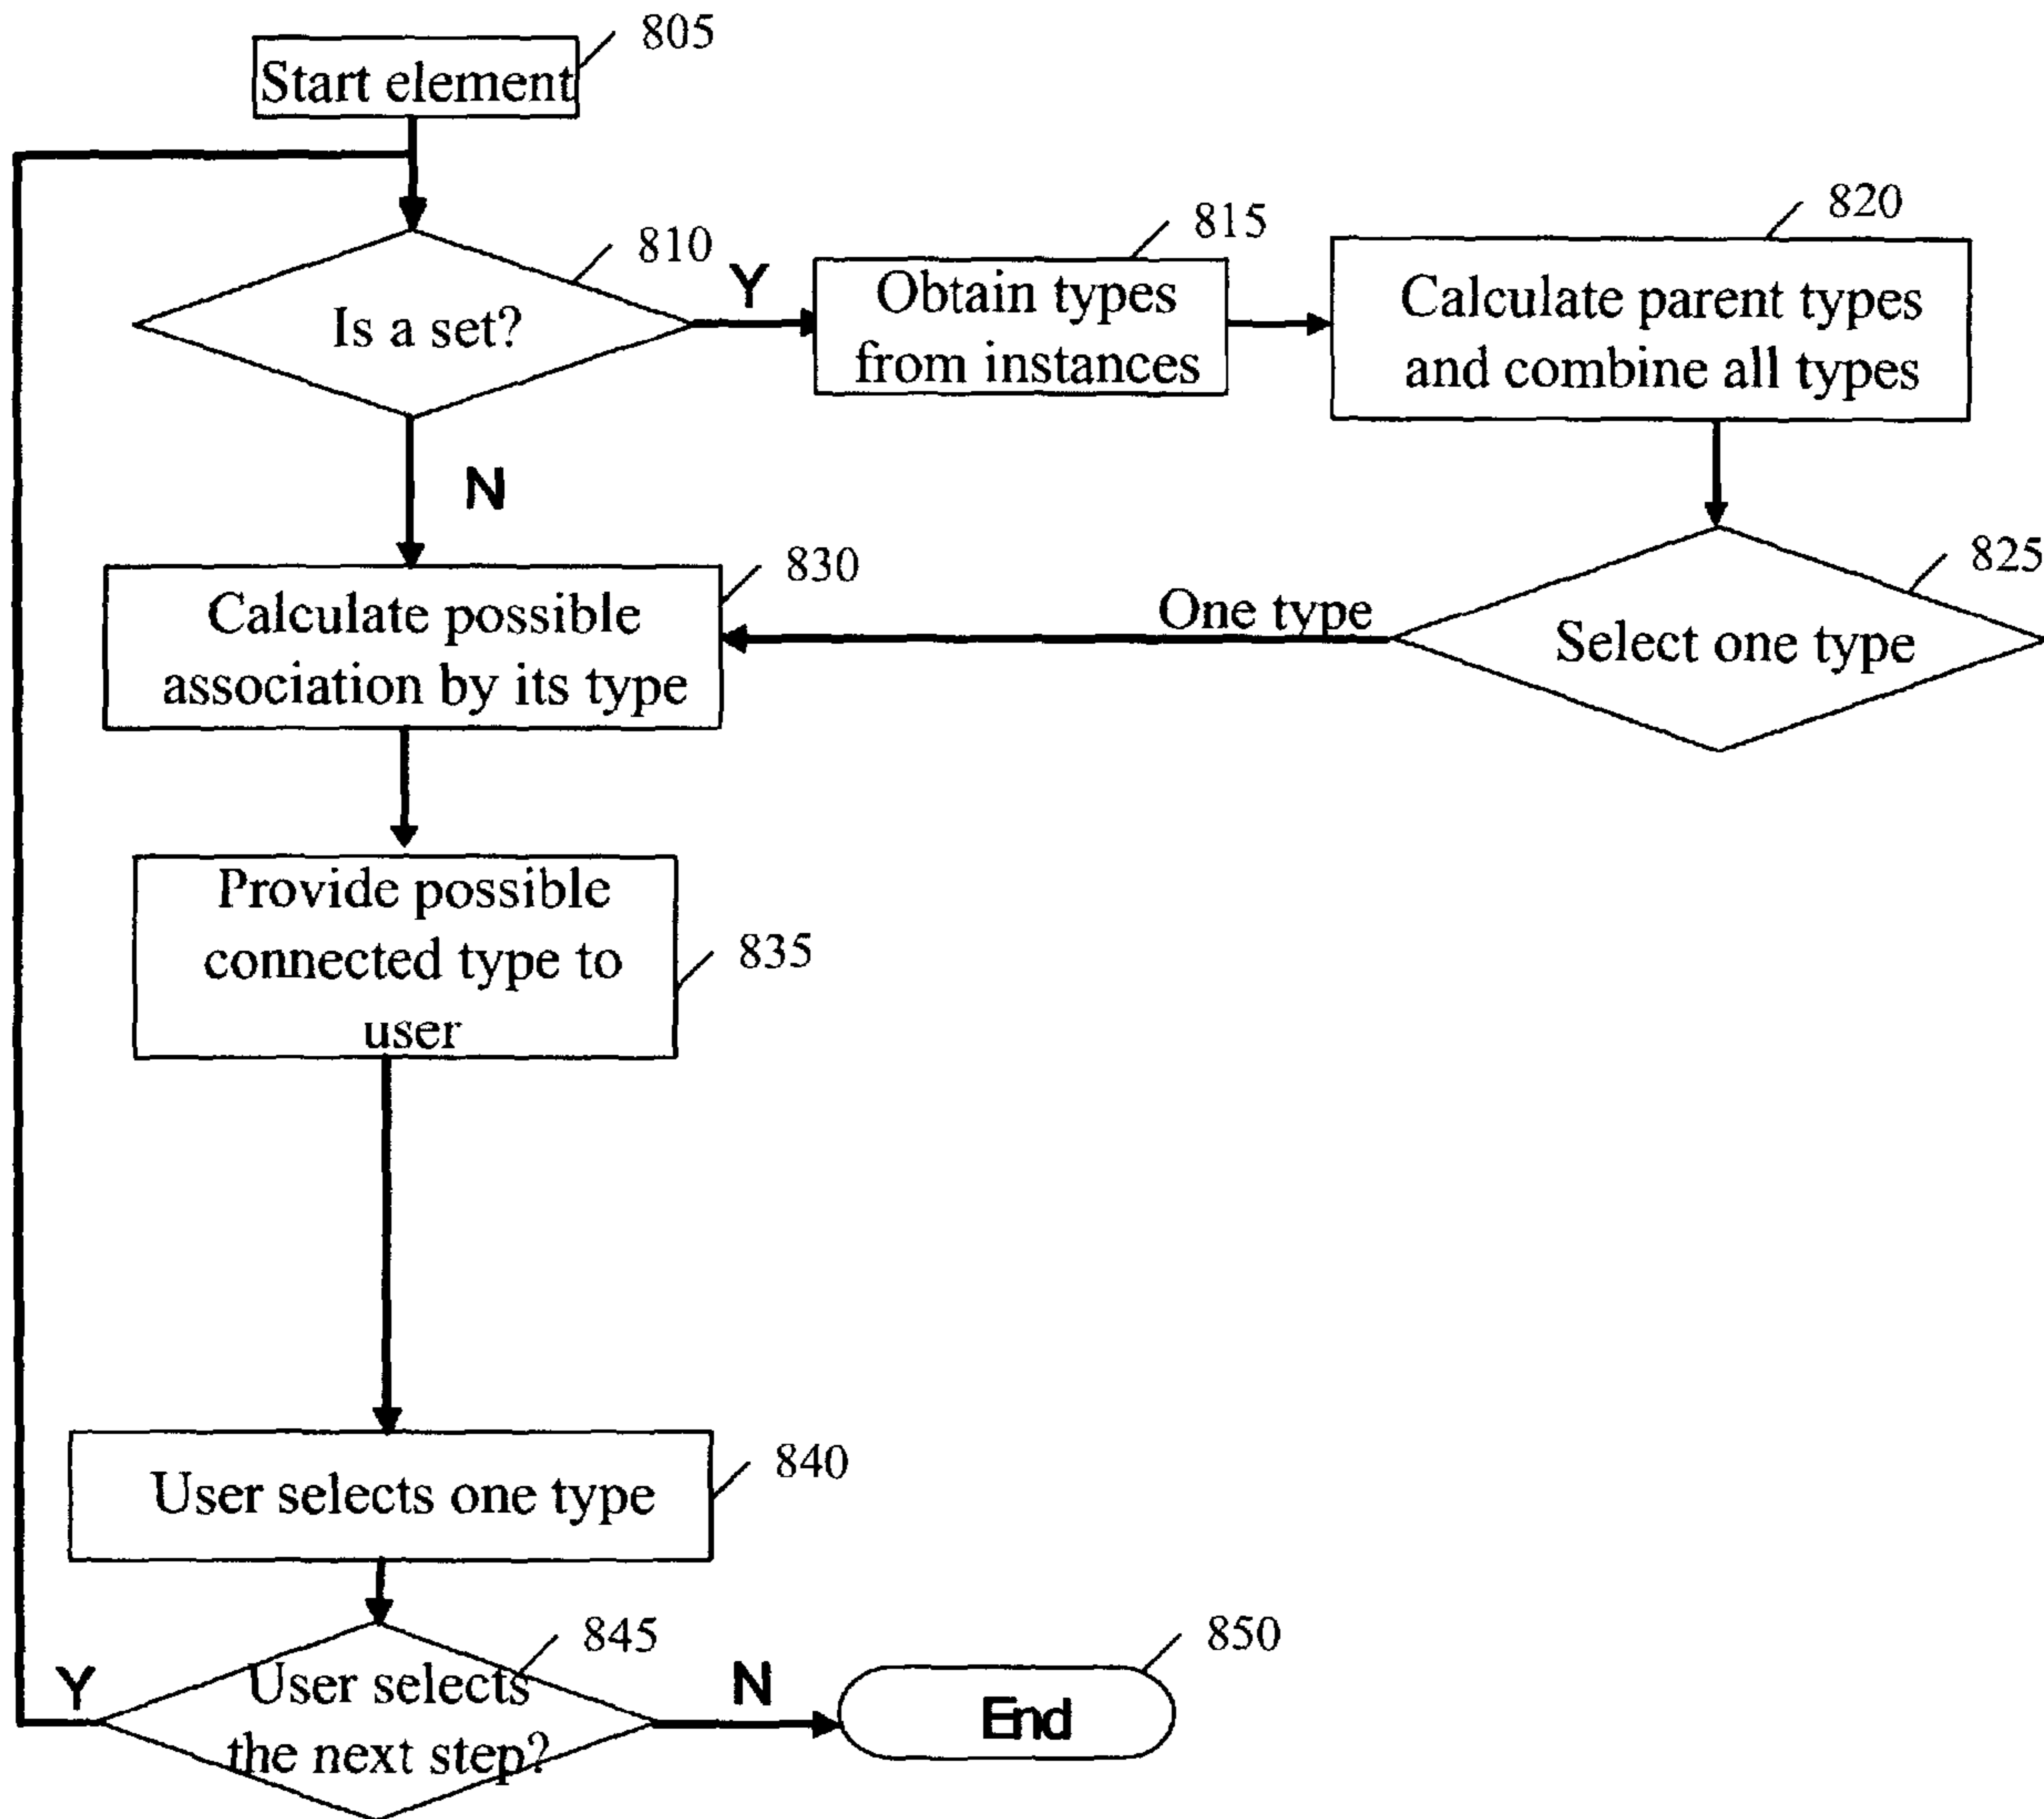 805
Start element
810
Is a set?
Y
815
Obtain types
from instances
820
Calculate parent types
and combine all types
N
825
Select one type
One type
830
Calculate possible
association by its type
Provide possible
connected type to
user
835
840
User selects one type
845
User selects
the next step?
Y
N
850
End